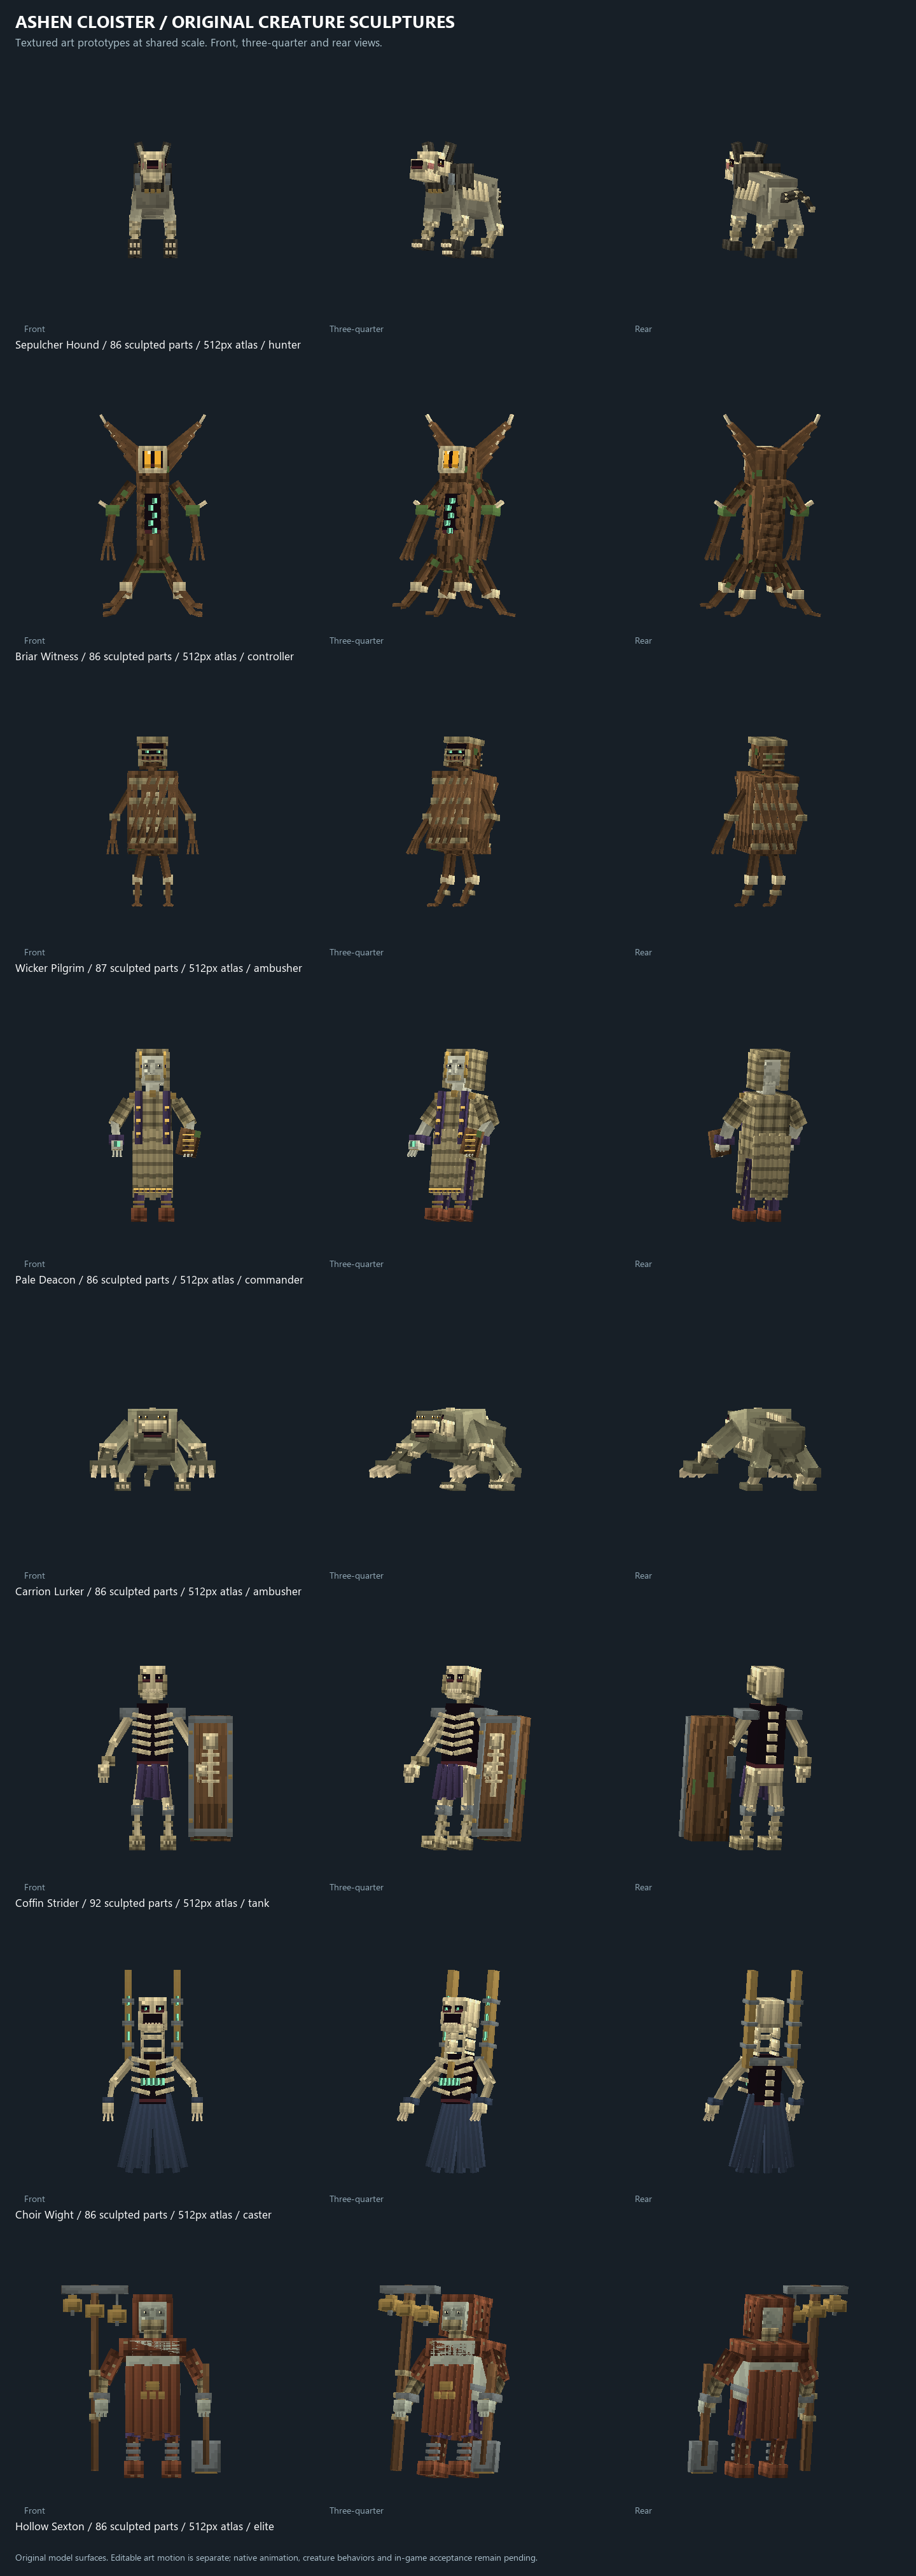 ASHEN CLOISTER / ORIGINAL CREATURE SCULPTURES
Textured art prototypes at shared scale. Front, three-quarter and rear views.
Front Three-quarter Rear
Sepulcher Hound / 86 sculpted parts / 512px atlas / hunter
Front Three-quarter Rear
Briar Witness / 86 sculpted parts / 512px atlas / controller
Front Three-quarter Rear
Wicker Pilgrim / 87 sculpted parts / 512px atlas / ambusher
Front Three-quarter Rear
Pale Deacon / 86 sculpted parts / 512px atlas / commander
Front Three-quarter Rear
Carrion Lurker / 86 sculpted parts / 512px atlas / ambusher
Front Three-quarter Rear
Coffin Strider / 92 sculpted parts / 512px atlas / tank
Front Three-quarter Rear
Choir Wight / 86 sculpted parts / 512px atlas / caster
Front Three-quarter Rear
Hollow Sexton / 86 sculpted parts / 512px atlas / elite
Original model surfaces. Editable art motion is separate; native animation, creature behaviors and in-game acceptance remain pending.